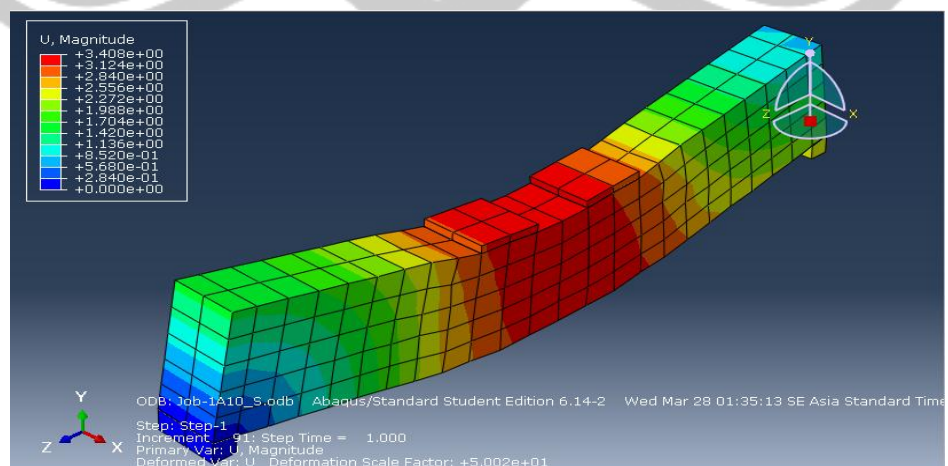 U, Magnitude
+3.408e+00
+3.124e+00
+2.840e+00
+2.556e+00
+2.272e+00
+1.988e+00
+1.704e+00
+1.420e+00
+1.136e+00
+8.520e-01
+5.680e-01
+2.840e-01
+0.000e+00
Y
Z
X
Y
Z
X
ODB: Job-1A10_S.odb Abaqus/Standard Student Edition 6.14-2 Wed Mar 28 01:35:13 SE Asia Standard Time
Step: Step-1
Increment 91: Step Time = 1.000
Primary Var: U, Magnitude
Deformed Var: U Deformation Scale Factor: +5.002e+01